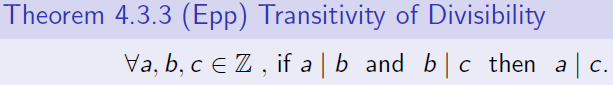 Theorem 4.3.3 (Epp) Transitivity of Divisibility
∀a, b, c ∈ ℤ , if a | b and b | c then a | c.